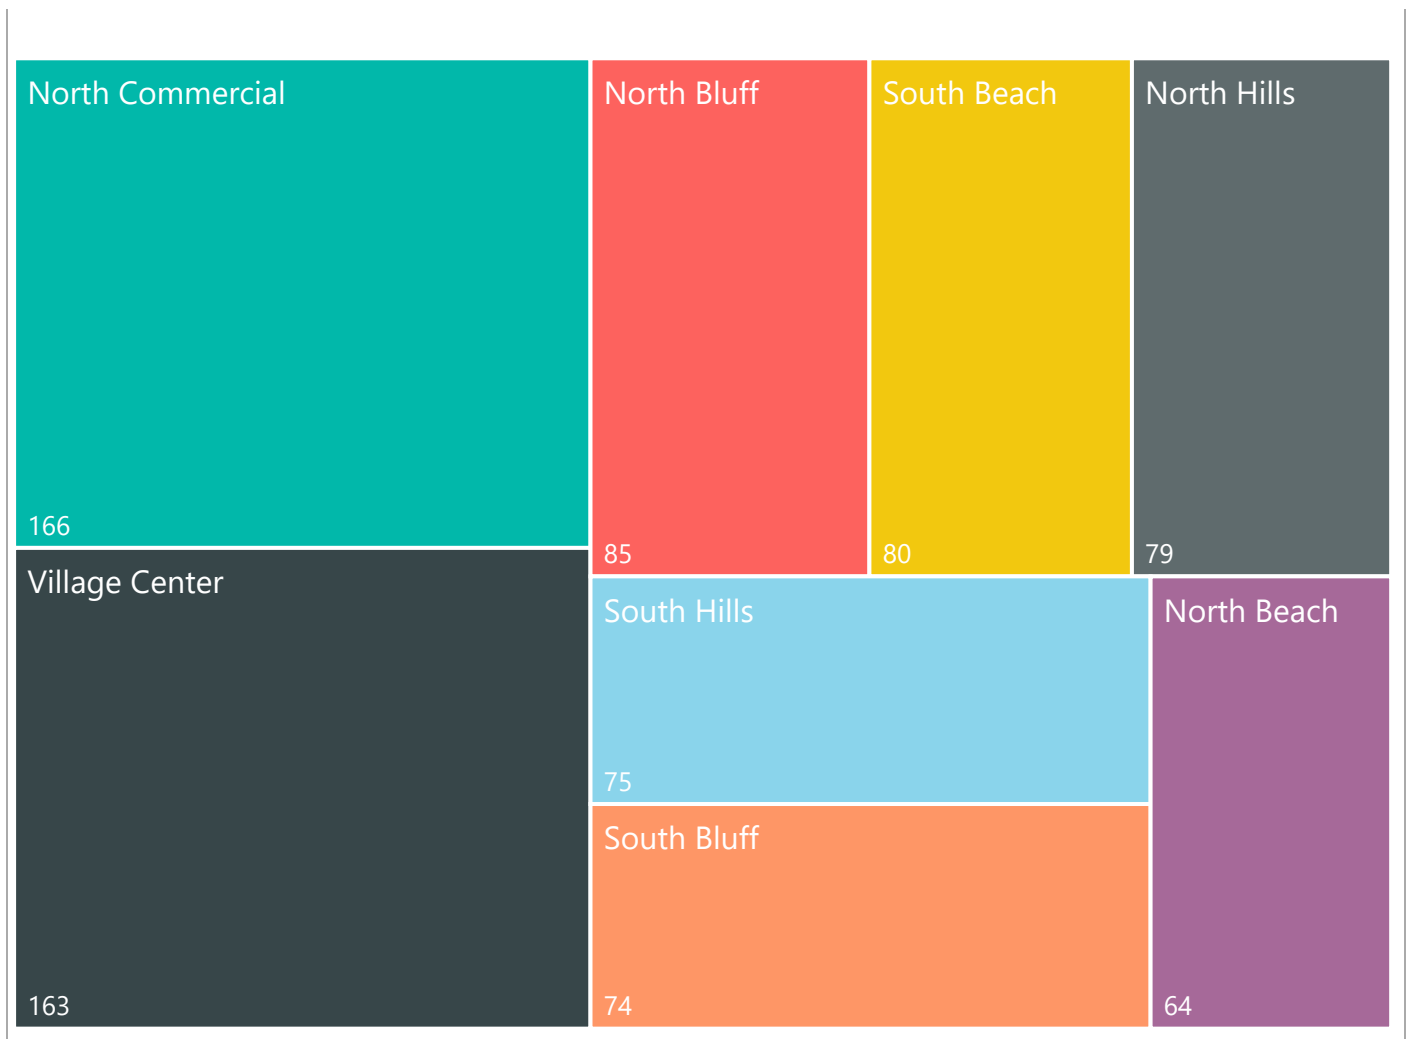 North Commercial
166
Village Center
163
North Bluff
85
South Beach
80
North Hills
79
South Hills
75
South Bluff
74
North Beach
64